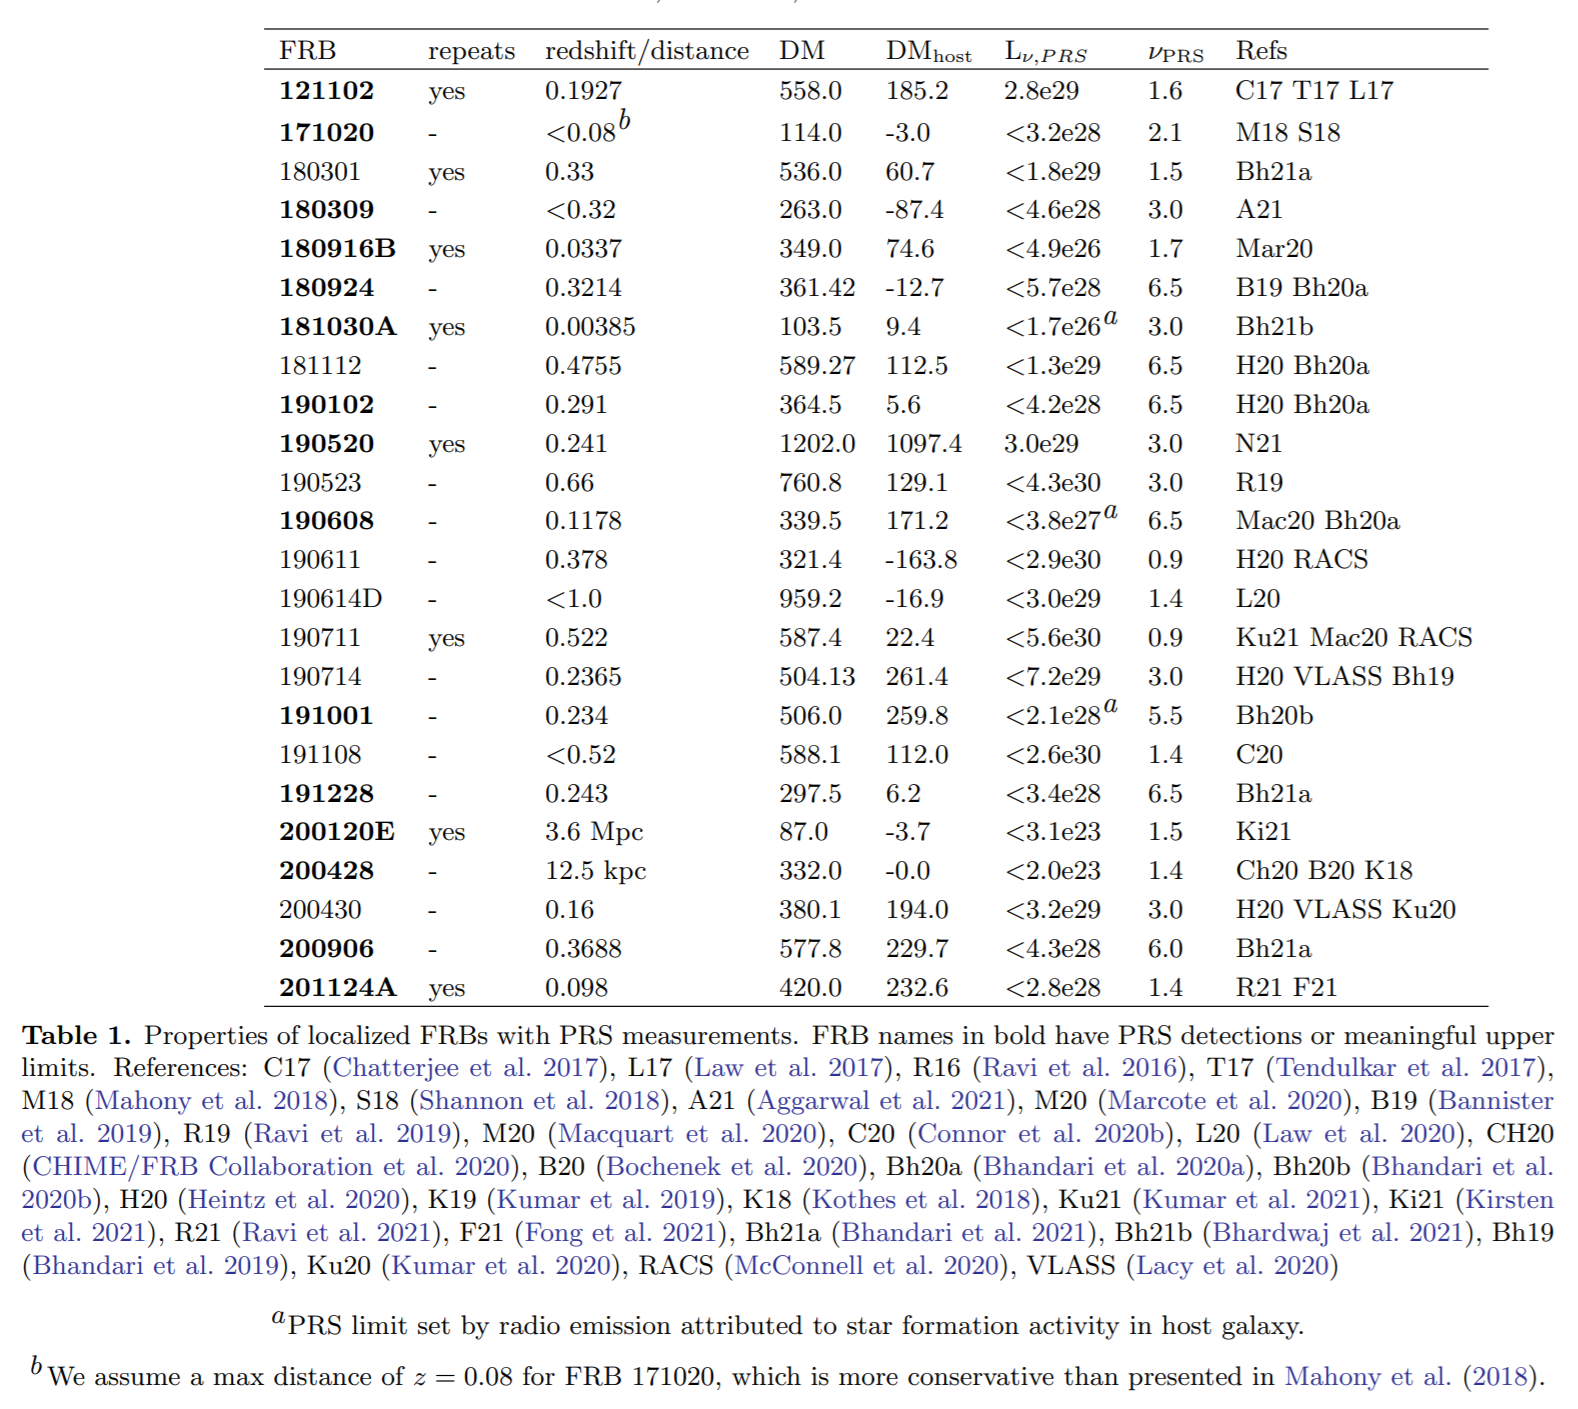 FRB repeats redshift/distance DM DMhost Lν,PRS νPRS Refs
121102 yes 0.1927 558.0 185.2 2.8e29 1.6 C17 T17 L17
171020 - <0.08b 114.0 -3.0 <3.2e28 2.1 M18 S18
180301 yes 0.33 536.0 60.7 <1.8e29 1.5 Bh21a
180309 - <0.32 263.0 -87.4 <4.6e28 3.0 A21
180916B yes 0.0337 349.0 74.6 <4.9e26 1.7 Mar20
180924 - 0.3214 361.42 -12.7 <5.7e28 6.5 B19 Bh20a
181030A yes 0.00385 103.5 9.4 <1.7e26a 3.0 Bh21b
181112 - 0.4755 589.27 112.5 <1.3e29 6.5 H20 Bh20a
190102 - 0.291 364.5 5.6 <4.2e28 6.5 H20 Bh20a
190520 yes 0.241 1202.0 1097.4 3.0e29 3.0 N21
190523 - 0.66 760.8 129.1 <4.3e30 3.0 R19
190608 - 0.1178 339.5 171.2 <3.8e27a 6.5 Mac20 Bh20a
190611 - 0.378 321.4 -163.8 <2.9e30 0.9 H20 RACS
190614D - <1.0 959.2 -16.9 <3.0e29 1.4 L20
190711 yes 0.522 587.4 22.4 <5.6e30 0.9 Ku21 Mac20 RACS
190714 - 0.2365 504.13 261.4 <7.2e29 3.0 H20 VLASS Bh19
191001 - 0.234 506.0 259.8 <2.1e28a 5.5 Bh20b
191108 - <0.52 588.1 112.0 <2.6e30 1.4 C20
191228 - 0.243 297.5 6.2 <3.4e28 6.5 Bh21a
200120E yes 3.6 Mpc 87.0 -3.7 <3.1e23 1.5 Ki21
200428 - 12.5 kpc 332.0 -0.0 <2.0e23 1.4 Ch20 B20 K18
200430 - 0.16 380.1 194.0 <3.2e29 3.0 H20 VLASS Ku20
200906 - 0.3688 577.8 229.7 <4.3e28 6.0 Bh21a
201124A yes 0.098 420.0 232.6 <2.8e28 1.4 R21 F21
Table 1. Properties of localized FRBs with PRS measurements. FRB names in bold have PRS detections or meaningful upper
limits. References: C17 (Chatterjee et al. 2017), L17 (Law et al. 2017), R16 (Ravi et al. 2016), T17 (Tendulkar et al. 2017),
M18 (Mahony et al. 2018), S18 (Shannon et al. 2018), A21 (Aggarwal et al. 2021), M20 (Marcote et al. 2020), B19 (Bannister
et al. 2019), R19 (Ravi et al. 2019), M20 (Macquart et al. 2020), C20 (Connor et al. 2020b), L20 (Law et al. 2020), CH20
(CHIME/FRB Collaboration et al. 2020), B20 (Bochenek et al. 2020), Bh20a (Bhandari et al. 2020a), Bh20b (Bhandari et al.
2020b), H20 (Heintz et al. 2020), K19 (Kumar et al. 2019), K18 (Kothes et al. 2018), Ku21 (Kumar et al. 2021), Ki21 (Kirsten
et al. 2021), R21 (Ravi et al. 2021), F21 (Fong et al. 2021), Bh21a (Bhandari et al. 2021), Bh21b (Bhardwaj et al. 2021), Bh19
(Bhandari et al. 2019), Ku20 (Kumar et al. 2020), RACS (McConnell et al. 2020), VLASS (Lacy et al. 2020)
a PRS limit set by radio emission attributed to star formation activity in host galaxy.
b We assume a max distance of z = 0.08 for FRB 171020, which is more conservative than presented in Mahony et al. (2018).